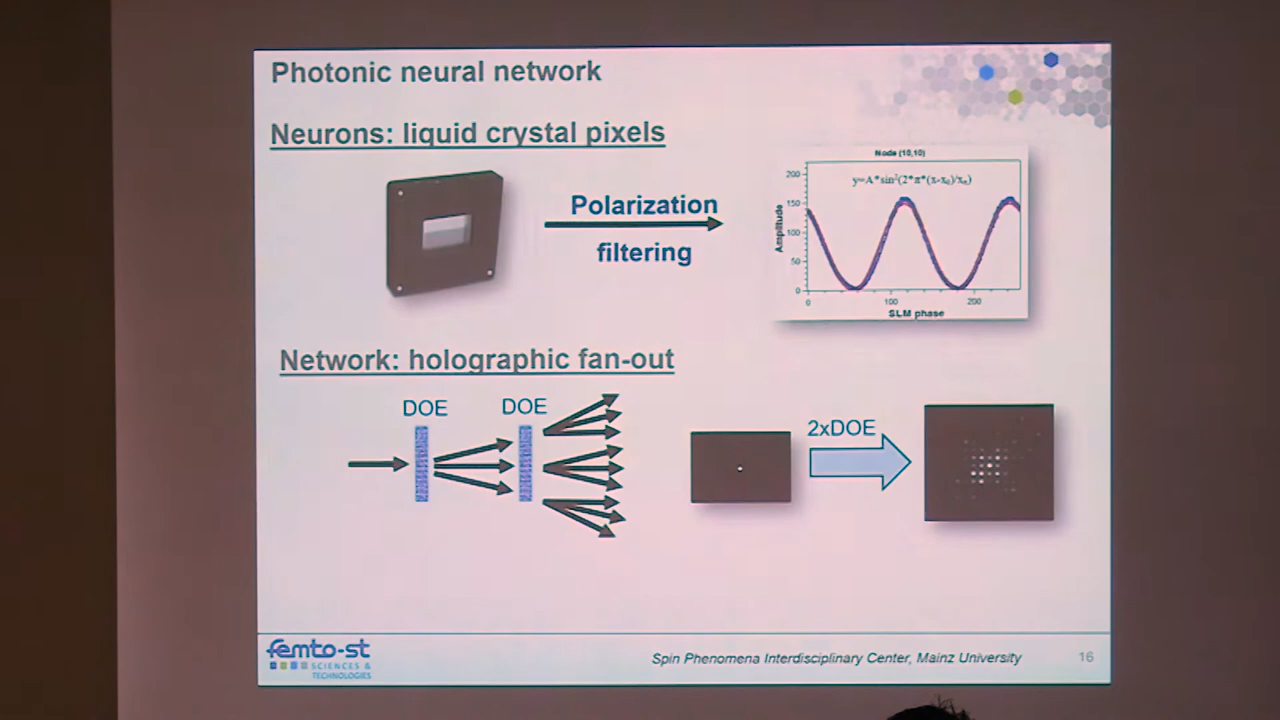 Photonic neural network
Neurons: liquid crystal pixels
Polarization
filtering
Node (10,10)
y=A*sin²(2*π*(x-x₀)/xₙ)
Amplitude
200
150
100
50
0
0 100 200
SLM phase
Network: holographic fan-out
DOE DOE
2xDOE
femto-st
SCIENCES &
TECHNOLOGIES
Spin Phenomena Interdisciplinary Center, Mainz University
16